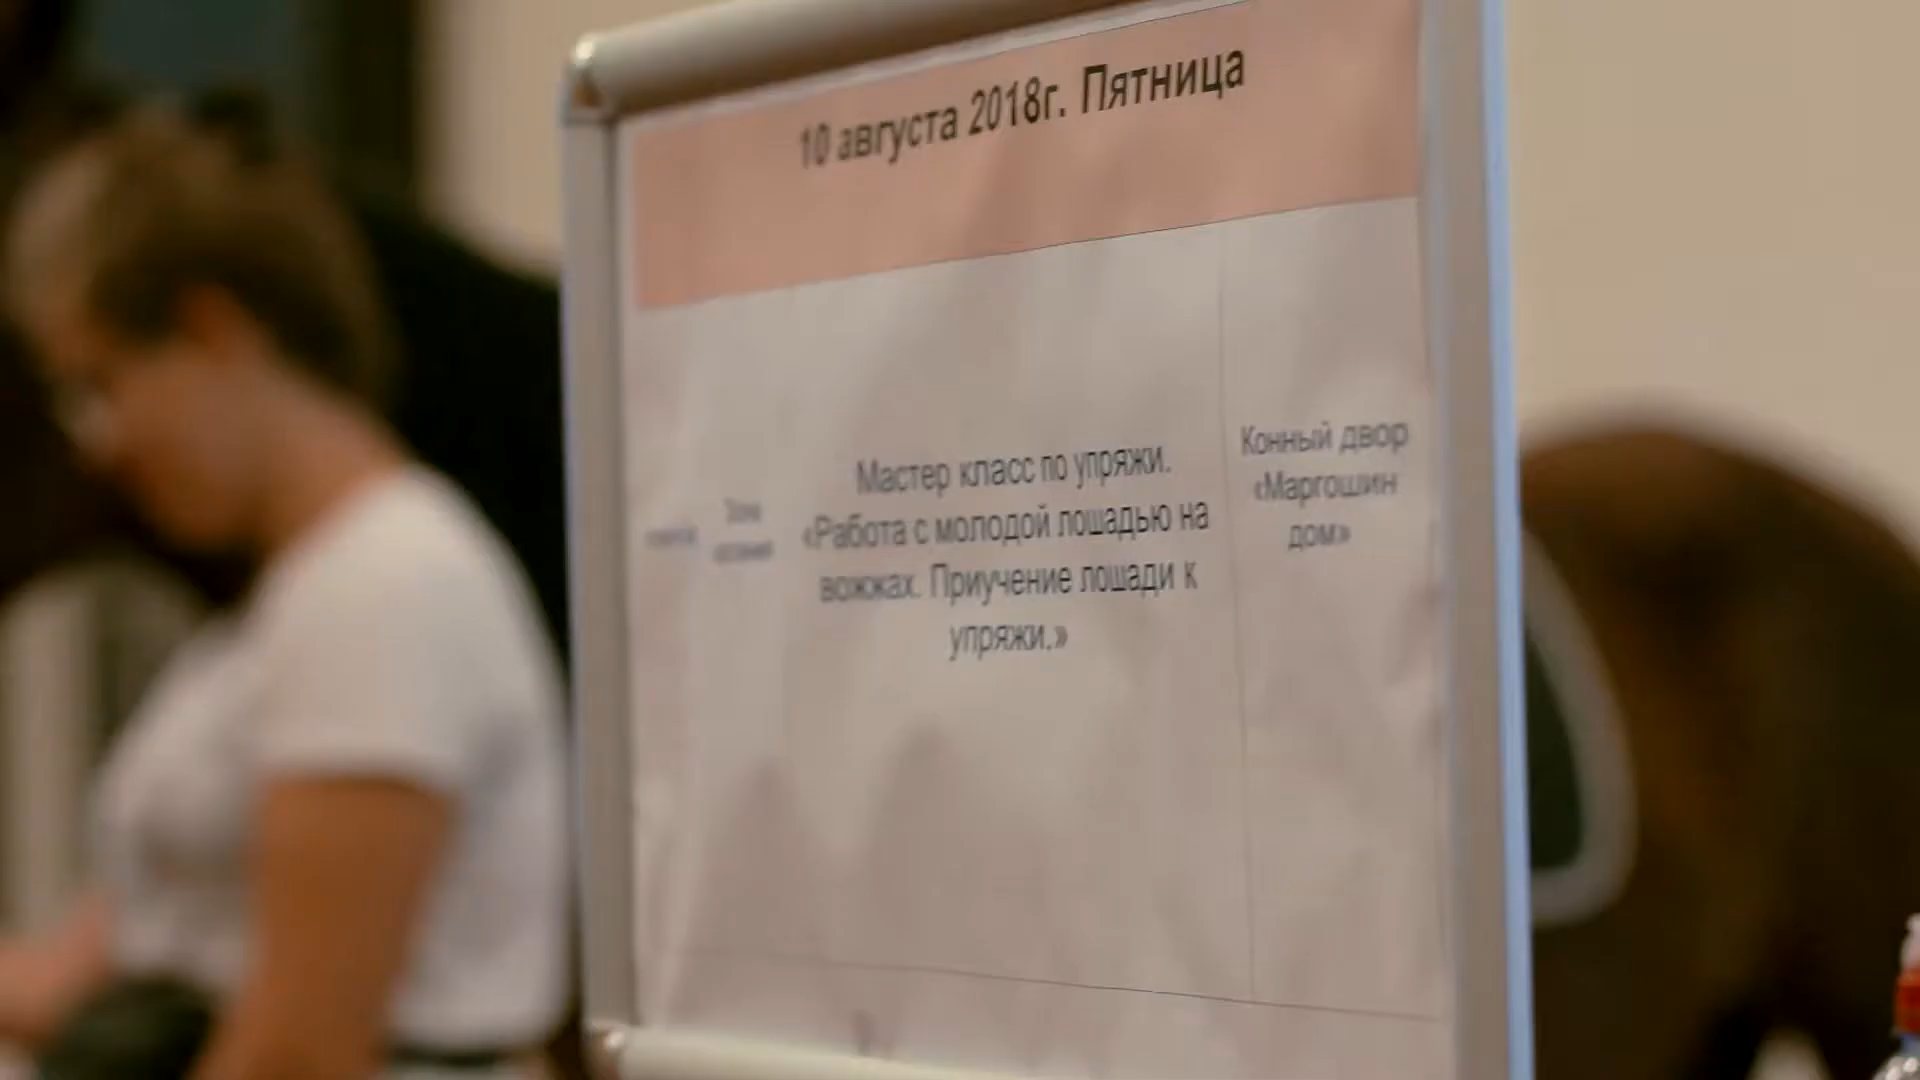 10 августа 2018г. Пятница
Мастер класс по упряжи.
«Работа с молодой лошадью на
вожжах. Приучение лошади к
упряжи.»
Конный двор
«Маргошин
дом»